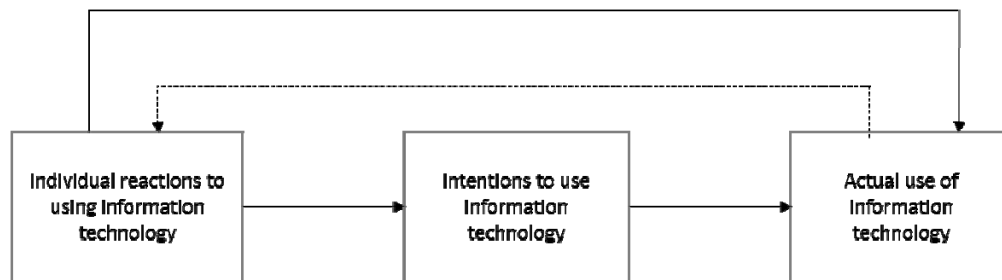 Individual reactions to
using information
technology
Intentions to use
information
technology
Actual use of
information
technology